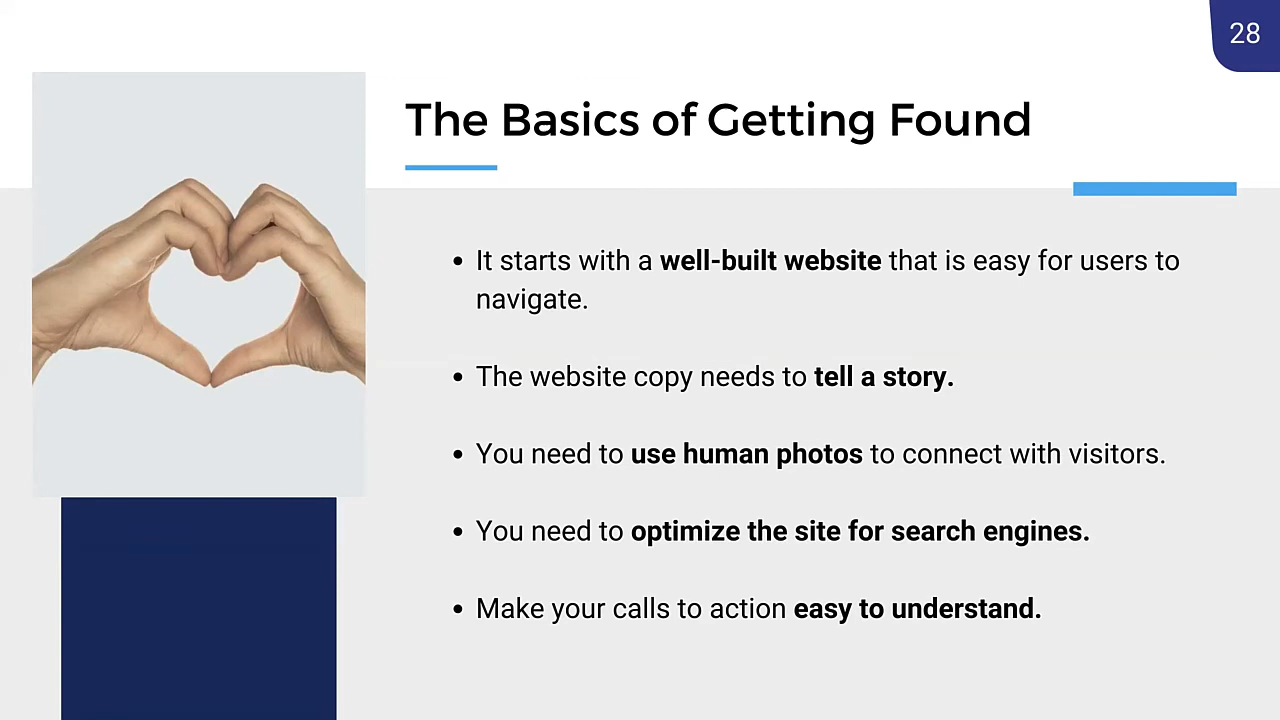 28
The Basics of Getting Found
• It starts with a well-built website that is easy for users to
navigate.
• The website copy needs to tell a story.
• You need to use human photos to connect with visitors.
• You need to optimize the site for search engines.
• Make your calls to action easy to understand.